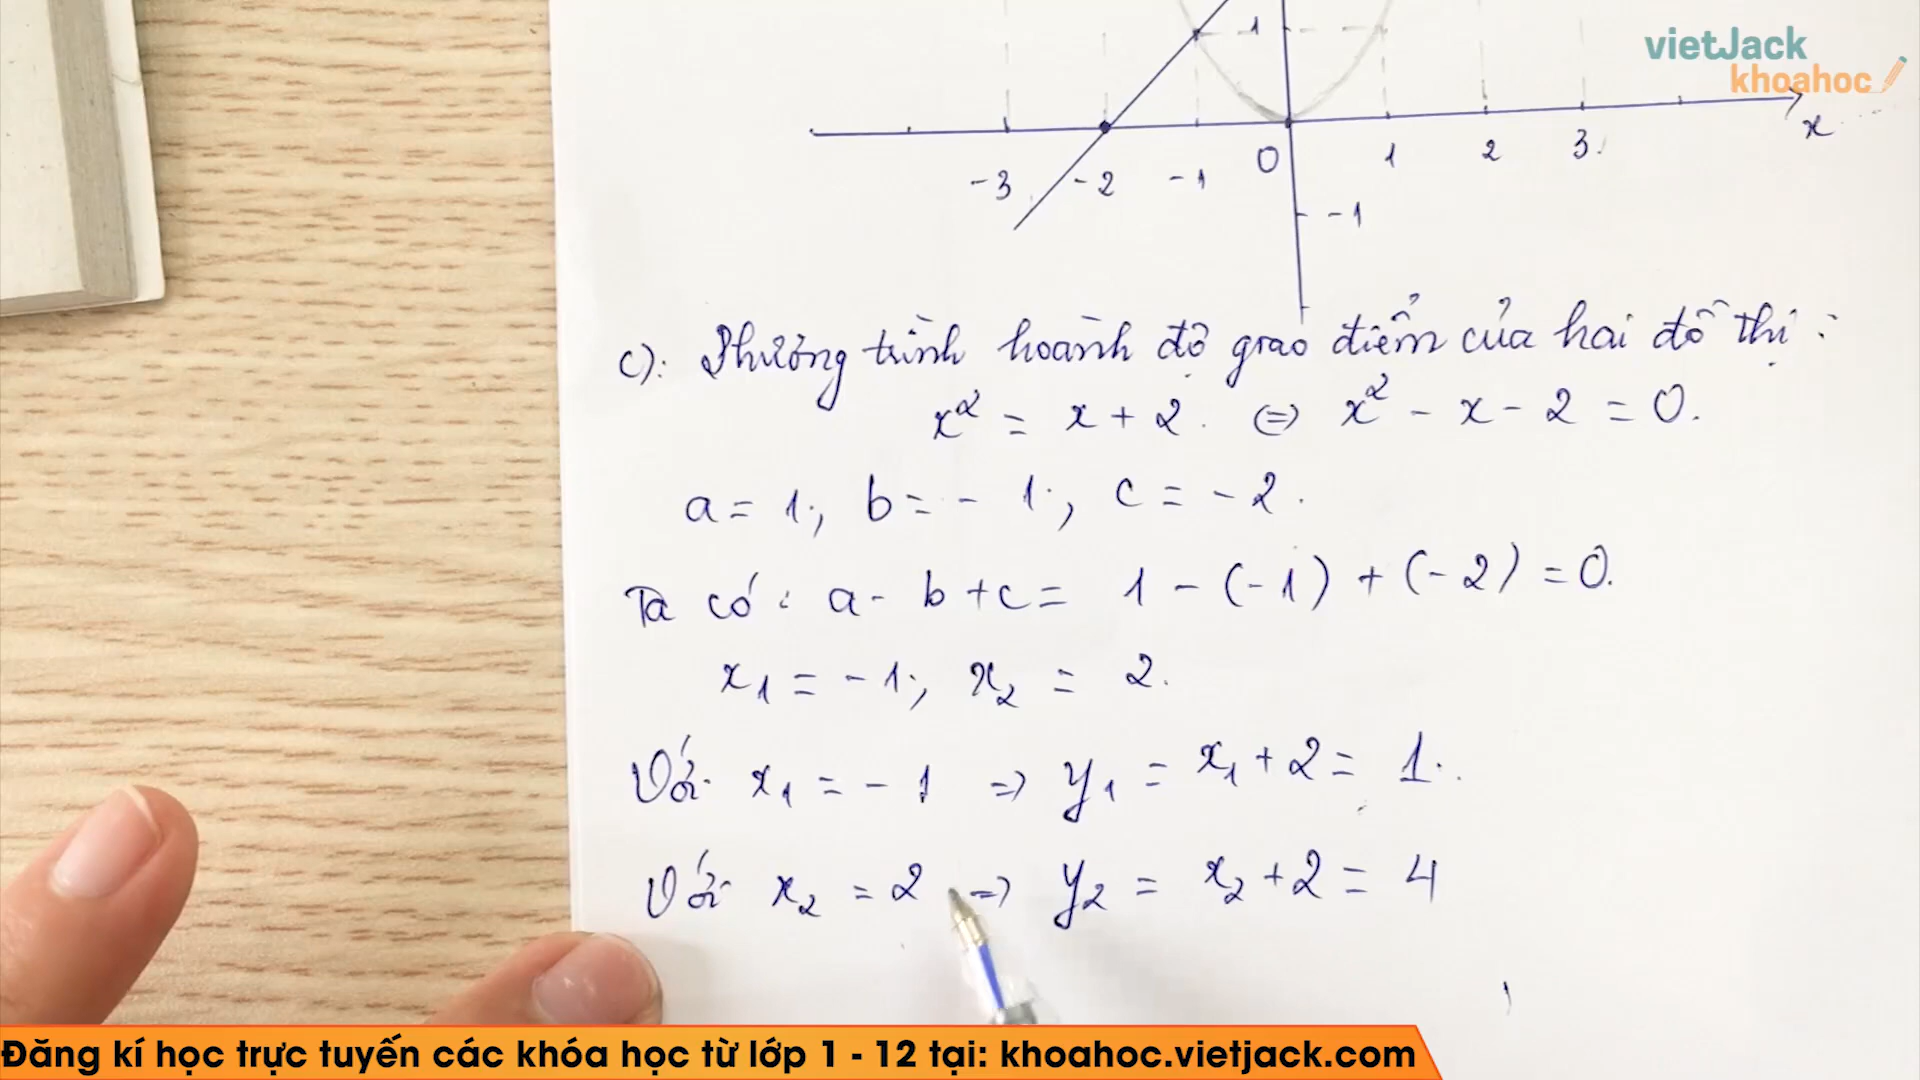 vietJack
khoahoc
1
x
-3 -2 -1 0 1 2 3
-1
c): Phương trình hoành độ giao điểm của hai đồ thị:
x² = x + 2. ⇔ x² - x - 2 = 0.
a = 1; b = - 1; c = - 2.
Ta có: a - b + c = 1 - (-1) + (-2) = 0.
x₁ = - 1; x₂ = 2.
Với x₁ = - 1 ⇒ y₁ = x₁ + 2 = 1.
Với x₂ = 2 ⇒ y₂ = x₂ + 2 = 4
Đăng kí học trực tuyến các khóa học từ lớp 1 - 12 tại: khoahoc.vietjack.com